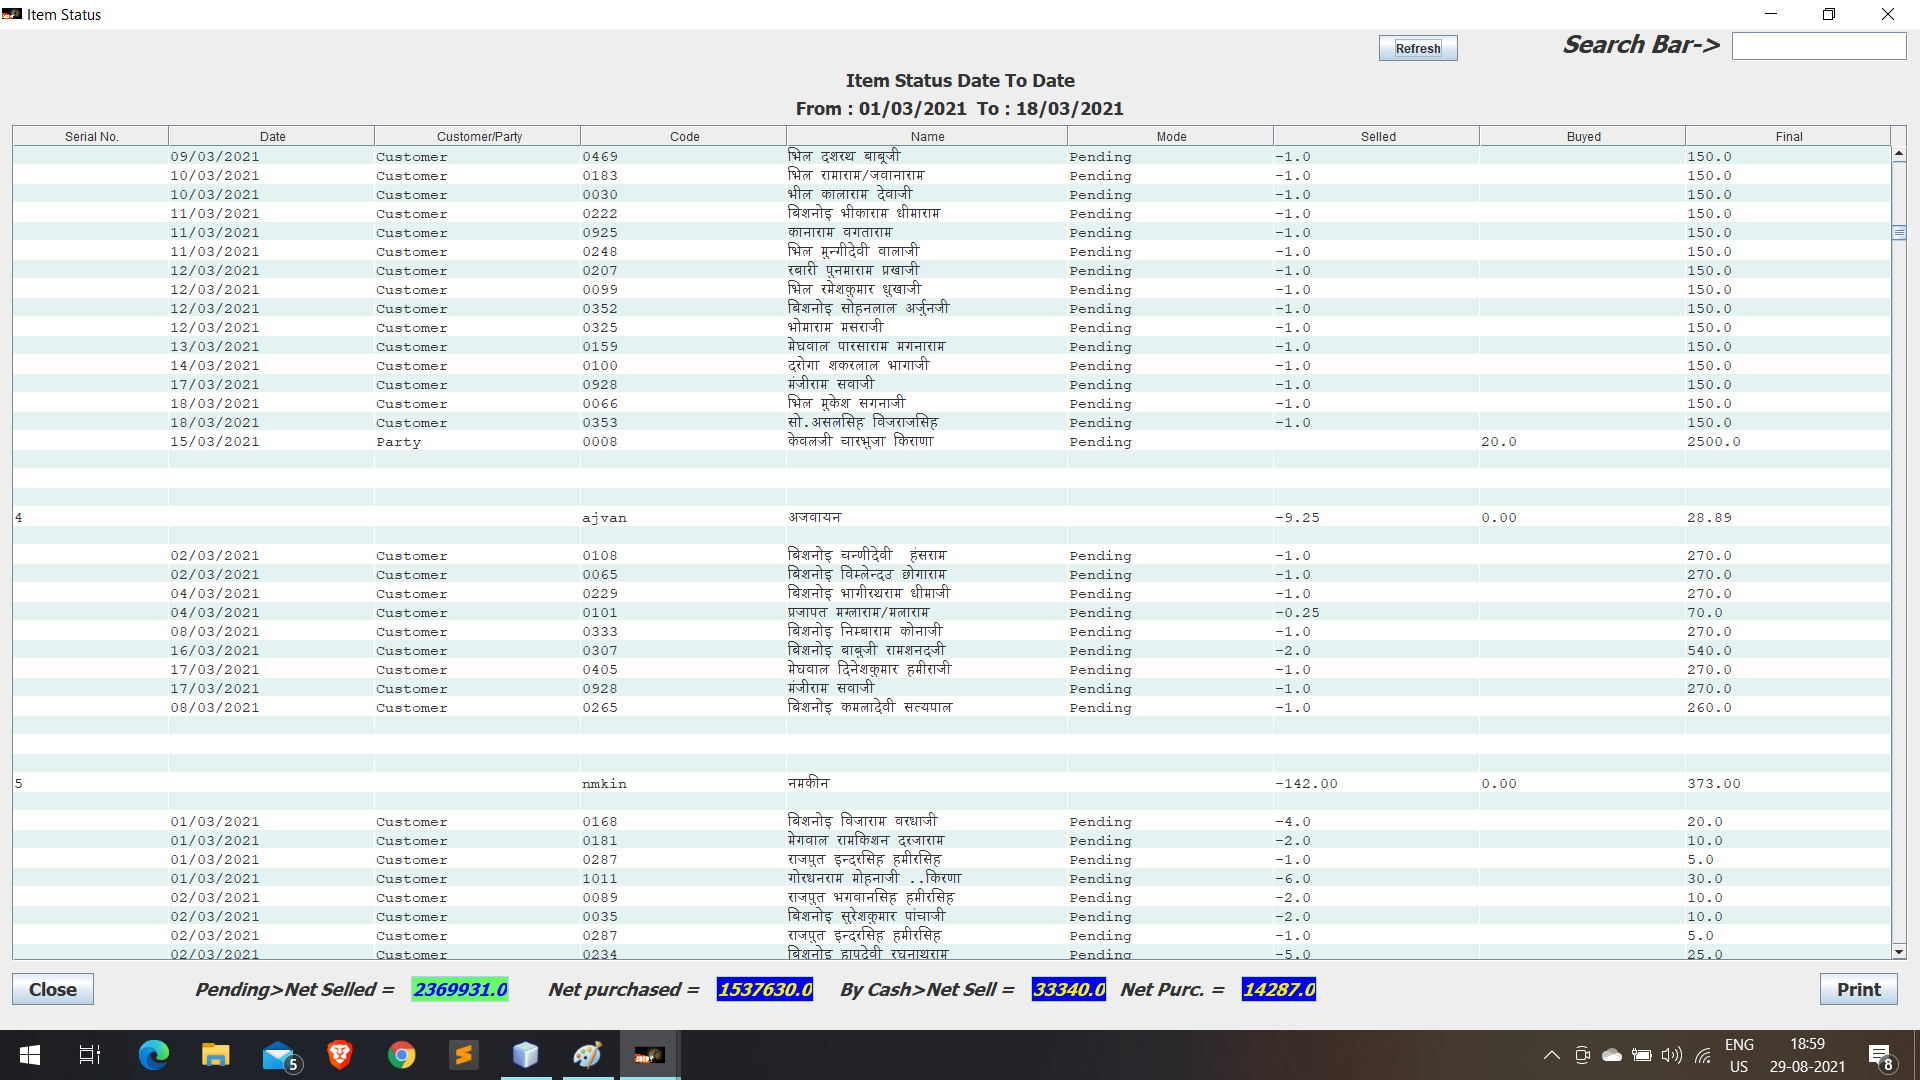 Item Status
Refresh Search Bar->
Item Status Date To Date
From : 01/03/2021 To : 18/03/2021
Serial No. Date Customer/Party Code Name Mode Selled Buyed Final
09/03/2021 Customer 0469 भिल दशरथ बाबूजी Pending -1.0 150.0
10/03/2021 Customer 0183 भिल रामाराम/जवानाराम Pending -1.0 150.0
10/03/2021 Customer 0030 भील कालाराम देवाजी Pending -1.0 150.0
11/03/2021 Customer 0222 बिशनोइ भीकाराम धीमाराम Pending -1.0 150.0
11/03/2021 Customer 0925 कानाराम वगताराम Pending -1.0 150.0
11/03/2021 Customer 0248 भिल मुन्गीदेवी वालाजी Pending -1.0 150.0
12/03/2021 Customer 0207 रबारी पुनमाराम प्रखाजी Pending -1.0 150.0
12/03/2021 Customer 0099 भिल रमेशकुमार धुखाजी Pending -1.0 150.0
12/03/2021 Customer 0352 बिशनोइ सोहनलाल अर्जुनजी Pending -1.0 150.0
12/03/2021 Customer 0325 भोमाराम मसराजी Pending -1.0 150.0
13/03/2021 Customer 0159 मेघवाल पारसाराम मगनाराम Pending -1.0 150.0
14/03/2021 Customer 0100 दरोगा शकरलाल भागाजी Pending -1.0 150.0
17/03/2021 Customer 0928 मंजीराम सवाजी Pending -1.0 150.0
18/03/2021 Customer 0066 भिल मुकेश सगनाजी Pending -1.0 150.0
18/03/2021 Customer 0353 सो.असलसिह विजराजसिह Pending -1.0 150.0
15/03/2021 Party 0008 केवलजी चारभुजा किराणा Pending 20.0 2500.0
4 ajvan अजवायन -9.25 0.00 28.89
02/03/2021 Customer 0108 बिशनोइ चन्णीदेवी हंसराम Pending -1.0 270.0
02/03/2021 Customer 0065 बिशनोइ विम्लेन्दउ छोगाराम Pending -1.0 270.0
04/03/2021 Customer 0229 बिशनोइ भागीरथराम धीमाजी Pending -1.0 270.0
04/03/2021 Customer 0101 प्रजापत मग्लाराम/मलाराम Pending -0.25 70.0
08/03/2021 Customer 0333 बिशनोइ निम्बाराम कोनाजी Pending -1.0 270.0
16/03/2021 Customer 0307 बिशनोइ बाबुजी रामशनदजी Pending -2.0 540.0
17/03/2021 Customer 0405 मेघवाल दिनेशकुमार हमीराजी Pending -1.0 270.0
17/03/2021 Customer 0928 मंजीराम सवाजी Pending -1.0 270.0
08/03/2021 Customer 0265 बिशनोइ कमलादेवी सत्यपाल Pending -1.0 260.0
5 nmkin नमकीन -142.00 0.00 373.00
01/03/2021 Customer 0168 बिशनोइ विजाराम वरधाजी Pending -4.0 20.0
01/03/2021 Customer 0181 मेगवाल रामकिशन दरजाराम Pending -2.0 10.0
01/03/2021 Customer 0287 राजपुत इन्दरसिह हमीरसिह Pending -1.0 5.0
01/03/2021 Customer 1011 गोरधनराम मोहनाजी ..किरणा Pending -6.0 30.0
02/03/2021 Customer 0089 राजपुत भगवानसिह हमीरसिह Pending -2.0 10.0
02/03/2021 Customer 0035 बिशनोइ सुरेशकुमार पांचाजी Pending -2.0 10.0
02/03/2021 Customer 0287 राजपुत इन्दरसिह हमीरसिह Pending -1.0 5.0
02/03/2021 Customer 0234 बिशनोइ हापुदेवी रघनाथराम Pending -5.0 25.0
Close Pending>Net Selled = 2369931.0 Net purchased = 1537630.0 By Cash>Net Sell = 33340.0 Net Purc. = 14287.0 Print
5 ENG US 18:59 29-08-2021 8